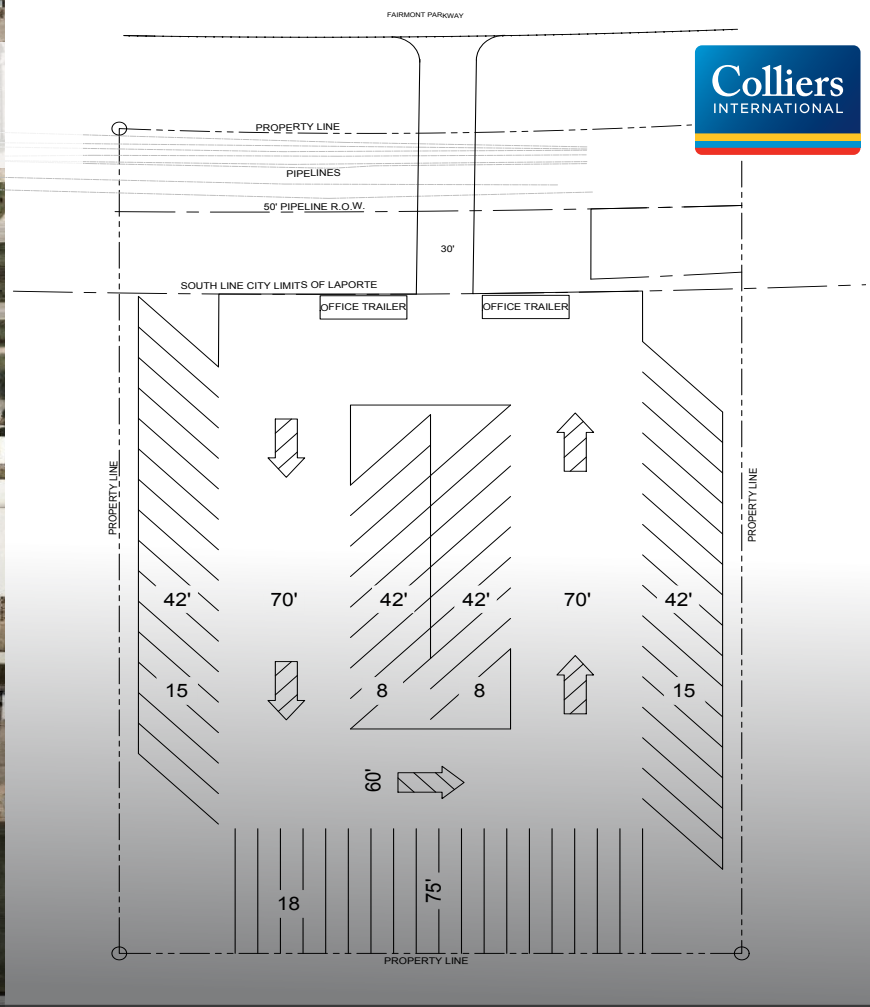 FAIRMONT PARKWAY
Colliers
INTERNATIONAL
PROPERTY LINE
PIPELINES
50' PIPELINE R.O.W.
30'
SOUTH LINE CITY LIMITS OF LAPORTE
OFFICE TRAILER
OFFICE TRAILER
PROPERTY LINE
PROPERTY LINE
42'
70'
42'
42'
70'
42'
15
8
8
15
60'
18
75'
PROPERTY LINE